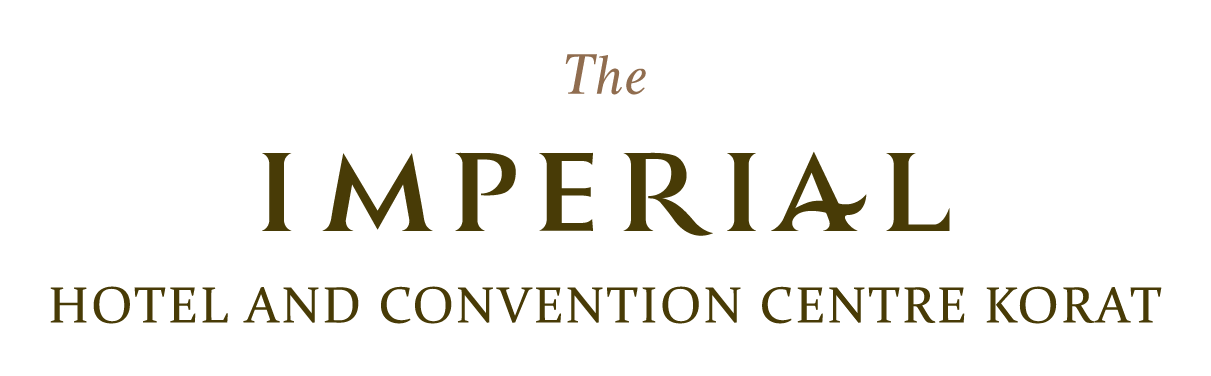 The
IMPERIAL
HOTEL AND CONVENTION CENTRE KORAT